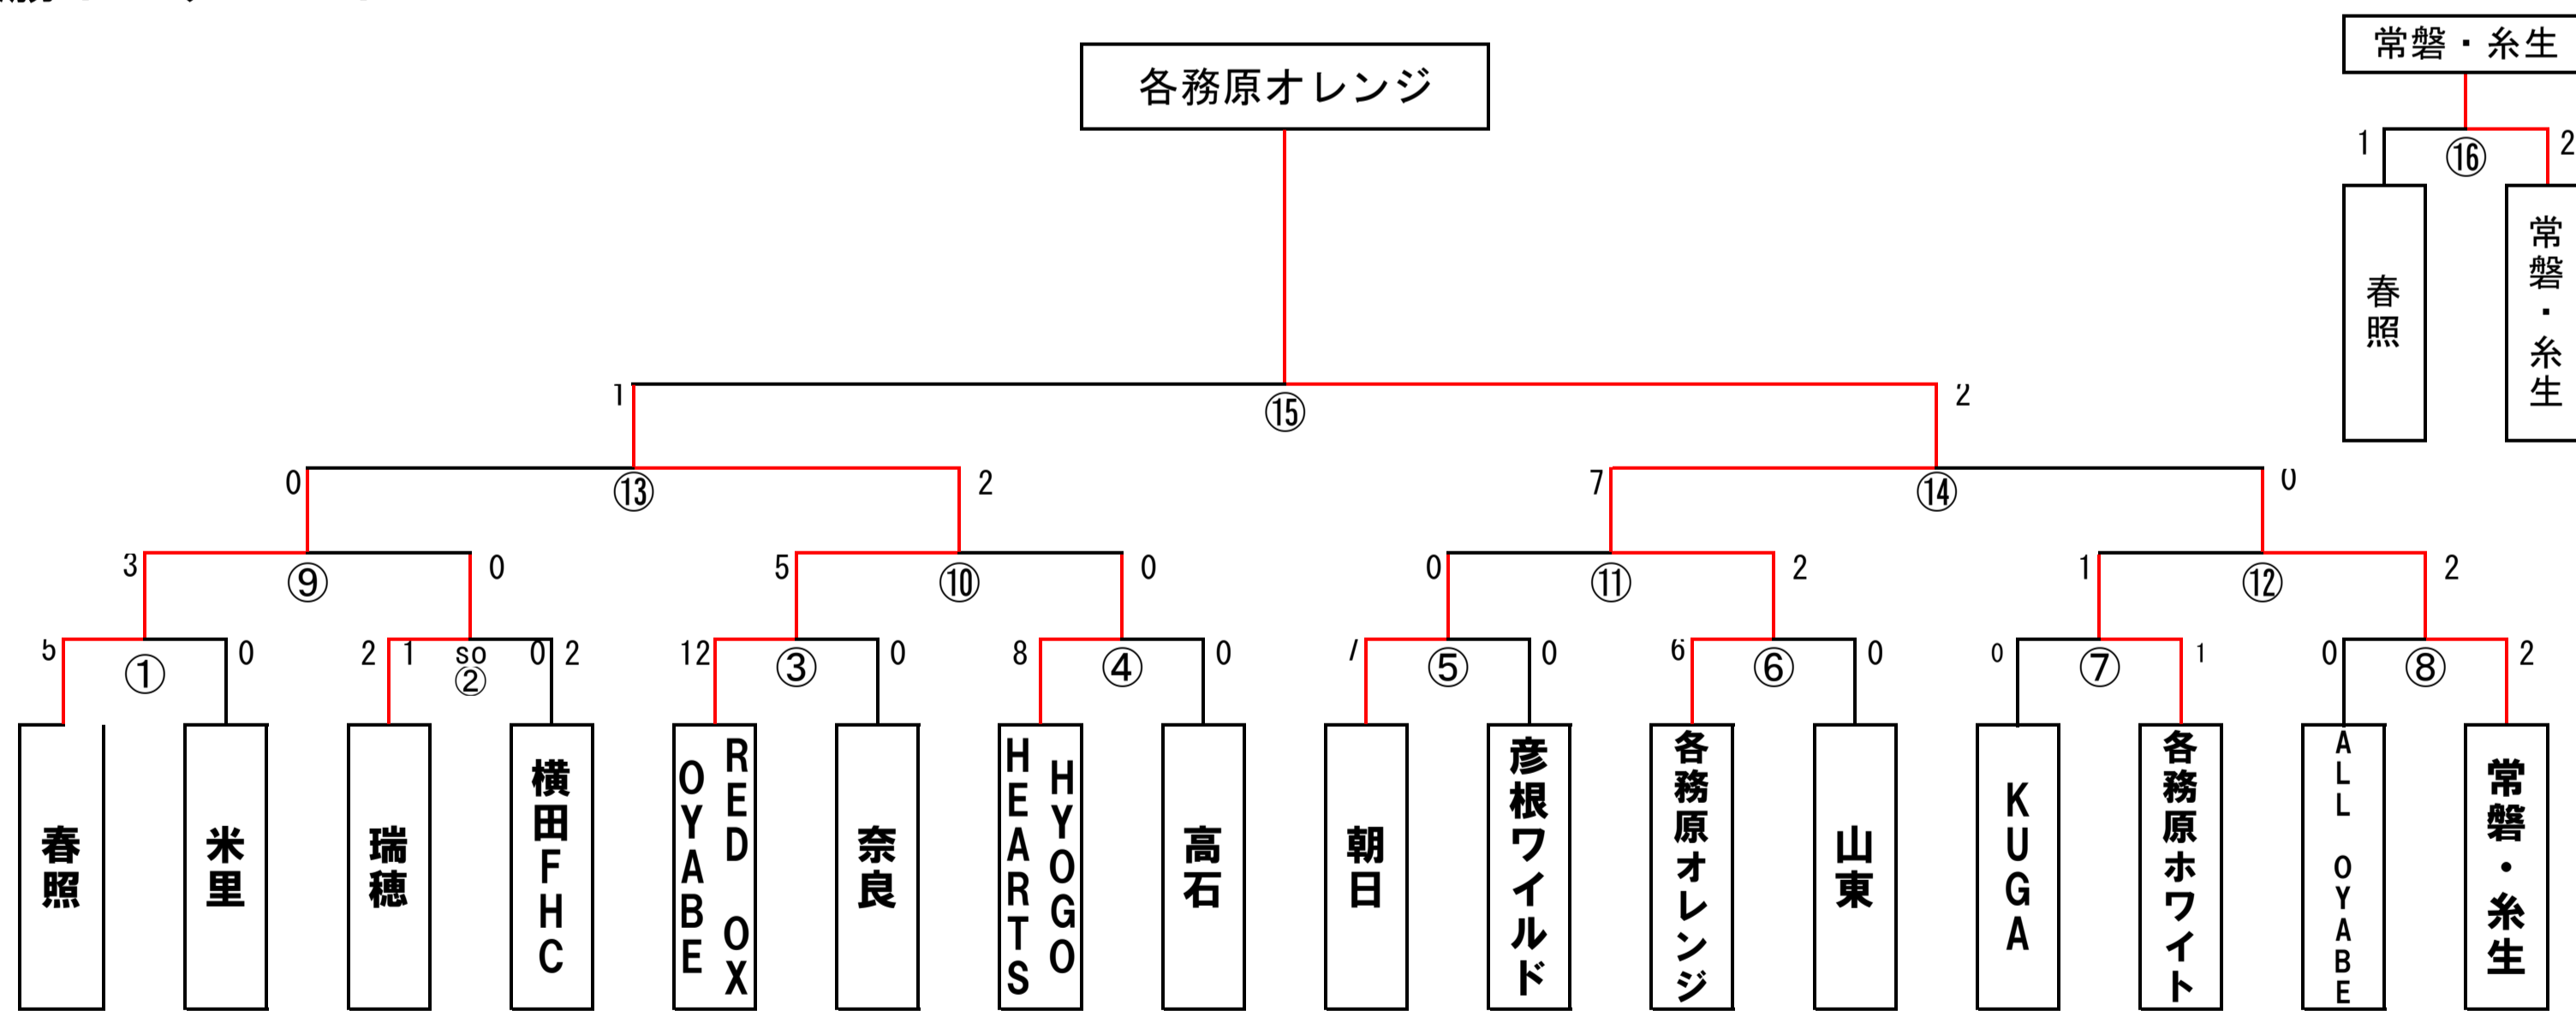 各務原オレンジ
常磐・糸生
1 ⑯ 2
春照
常磐・糸生
1 ⑮ 2
0 ⑬ 2
7 ⑭ 0
3 ⑨ 0
5 ⑩ 0
0 ⑪ 2
1 ⑫ 2
5 ① 0
2 1 so 0 2
②
12 ③ 0
8 ④ 0
7 ⑤ 0
6 ⑥ 0
0 ⑦ 1
0 ⑧ 2
春照
米里
瑞穂
横田FHC
RED OX
OYABE
奈良
HYOGO
HEARTS
高石
朝日
彦根ワイルド
各務原オレンジ
山東
KUGA
各務原ホワイト
ALL OYABE
常磐・糸生